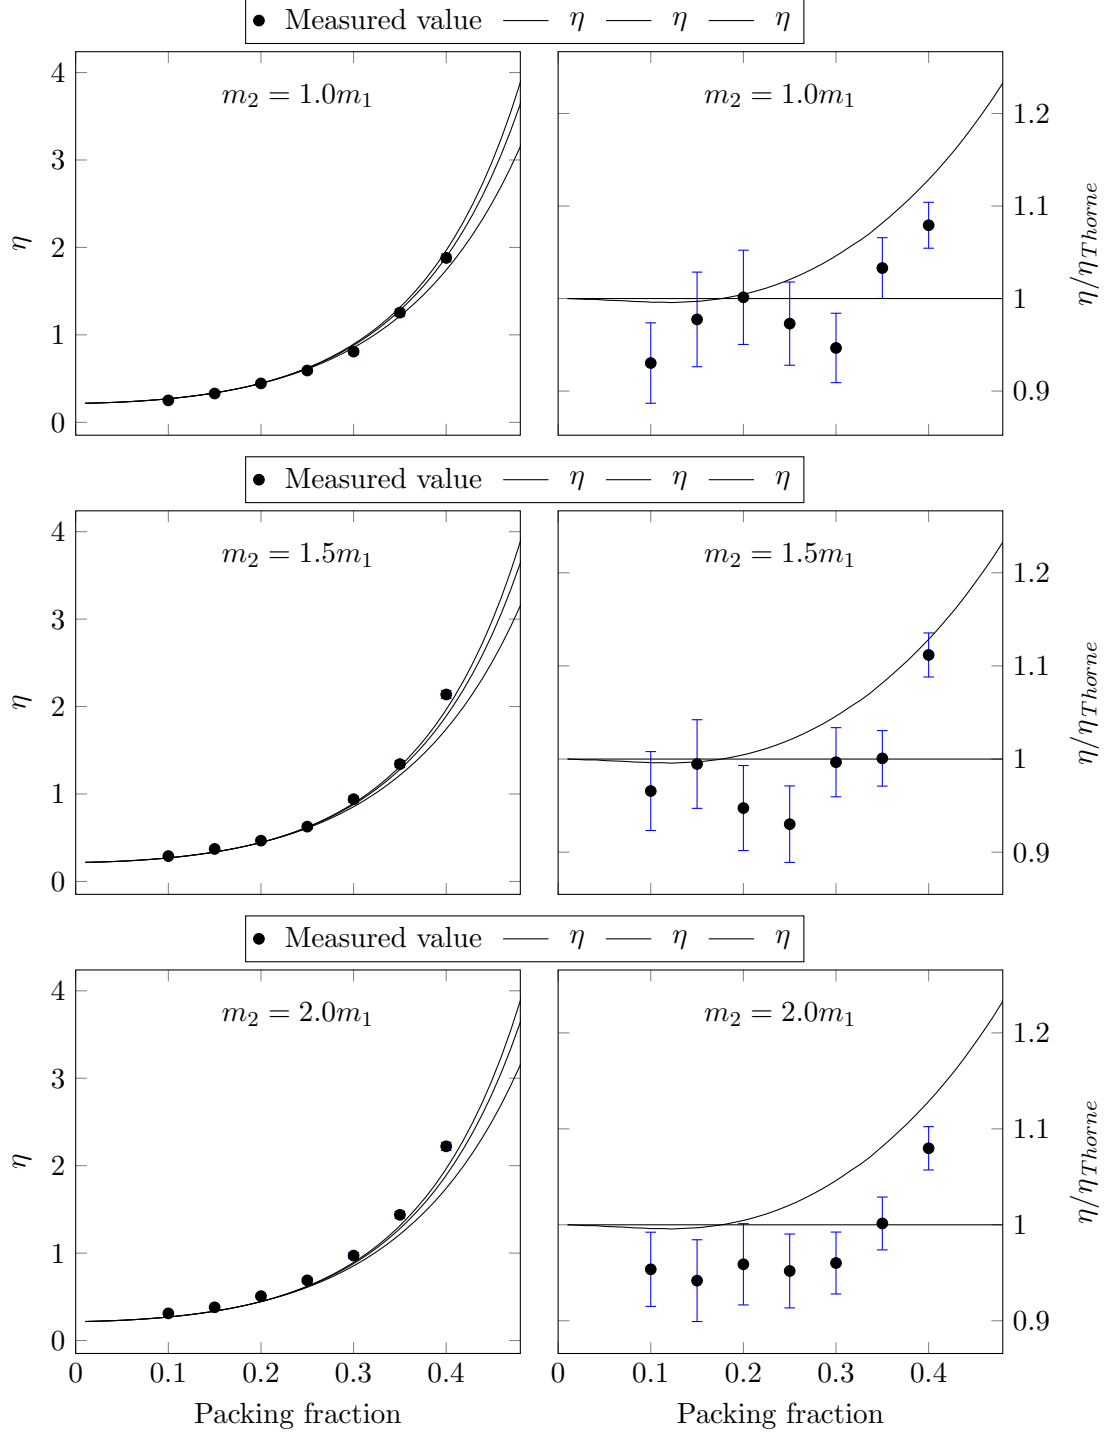 Measured value η η η
m₂ = 1.0m₁
4
3
2
1
0
η
m₂ = 1.0m₁
1.2
1.1
1
0.9
η/η_Thorne
Measured value η η η
m₂ = 1.5m₁
4
3
2
1
0
η
m₂ = 1.5m₁
1.2
1.1
1
0.9
η/η_Thorne
Measured value η η η
m₂ = 2.0m₁
4
3
2
1
0
η
0 0.1 0.2 0.3 0.4
Packing fraction
m₂ = 2.0m₁
1.2
1.1
1
0.9
η/η_Thorne
0.1 0.2 0.3 0.4
Packing fraction